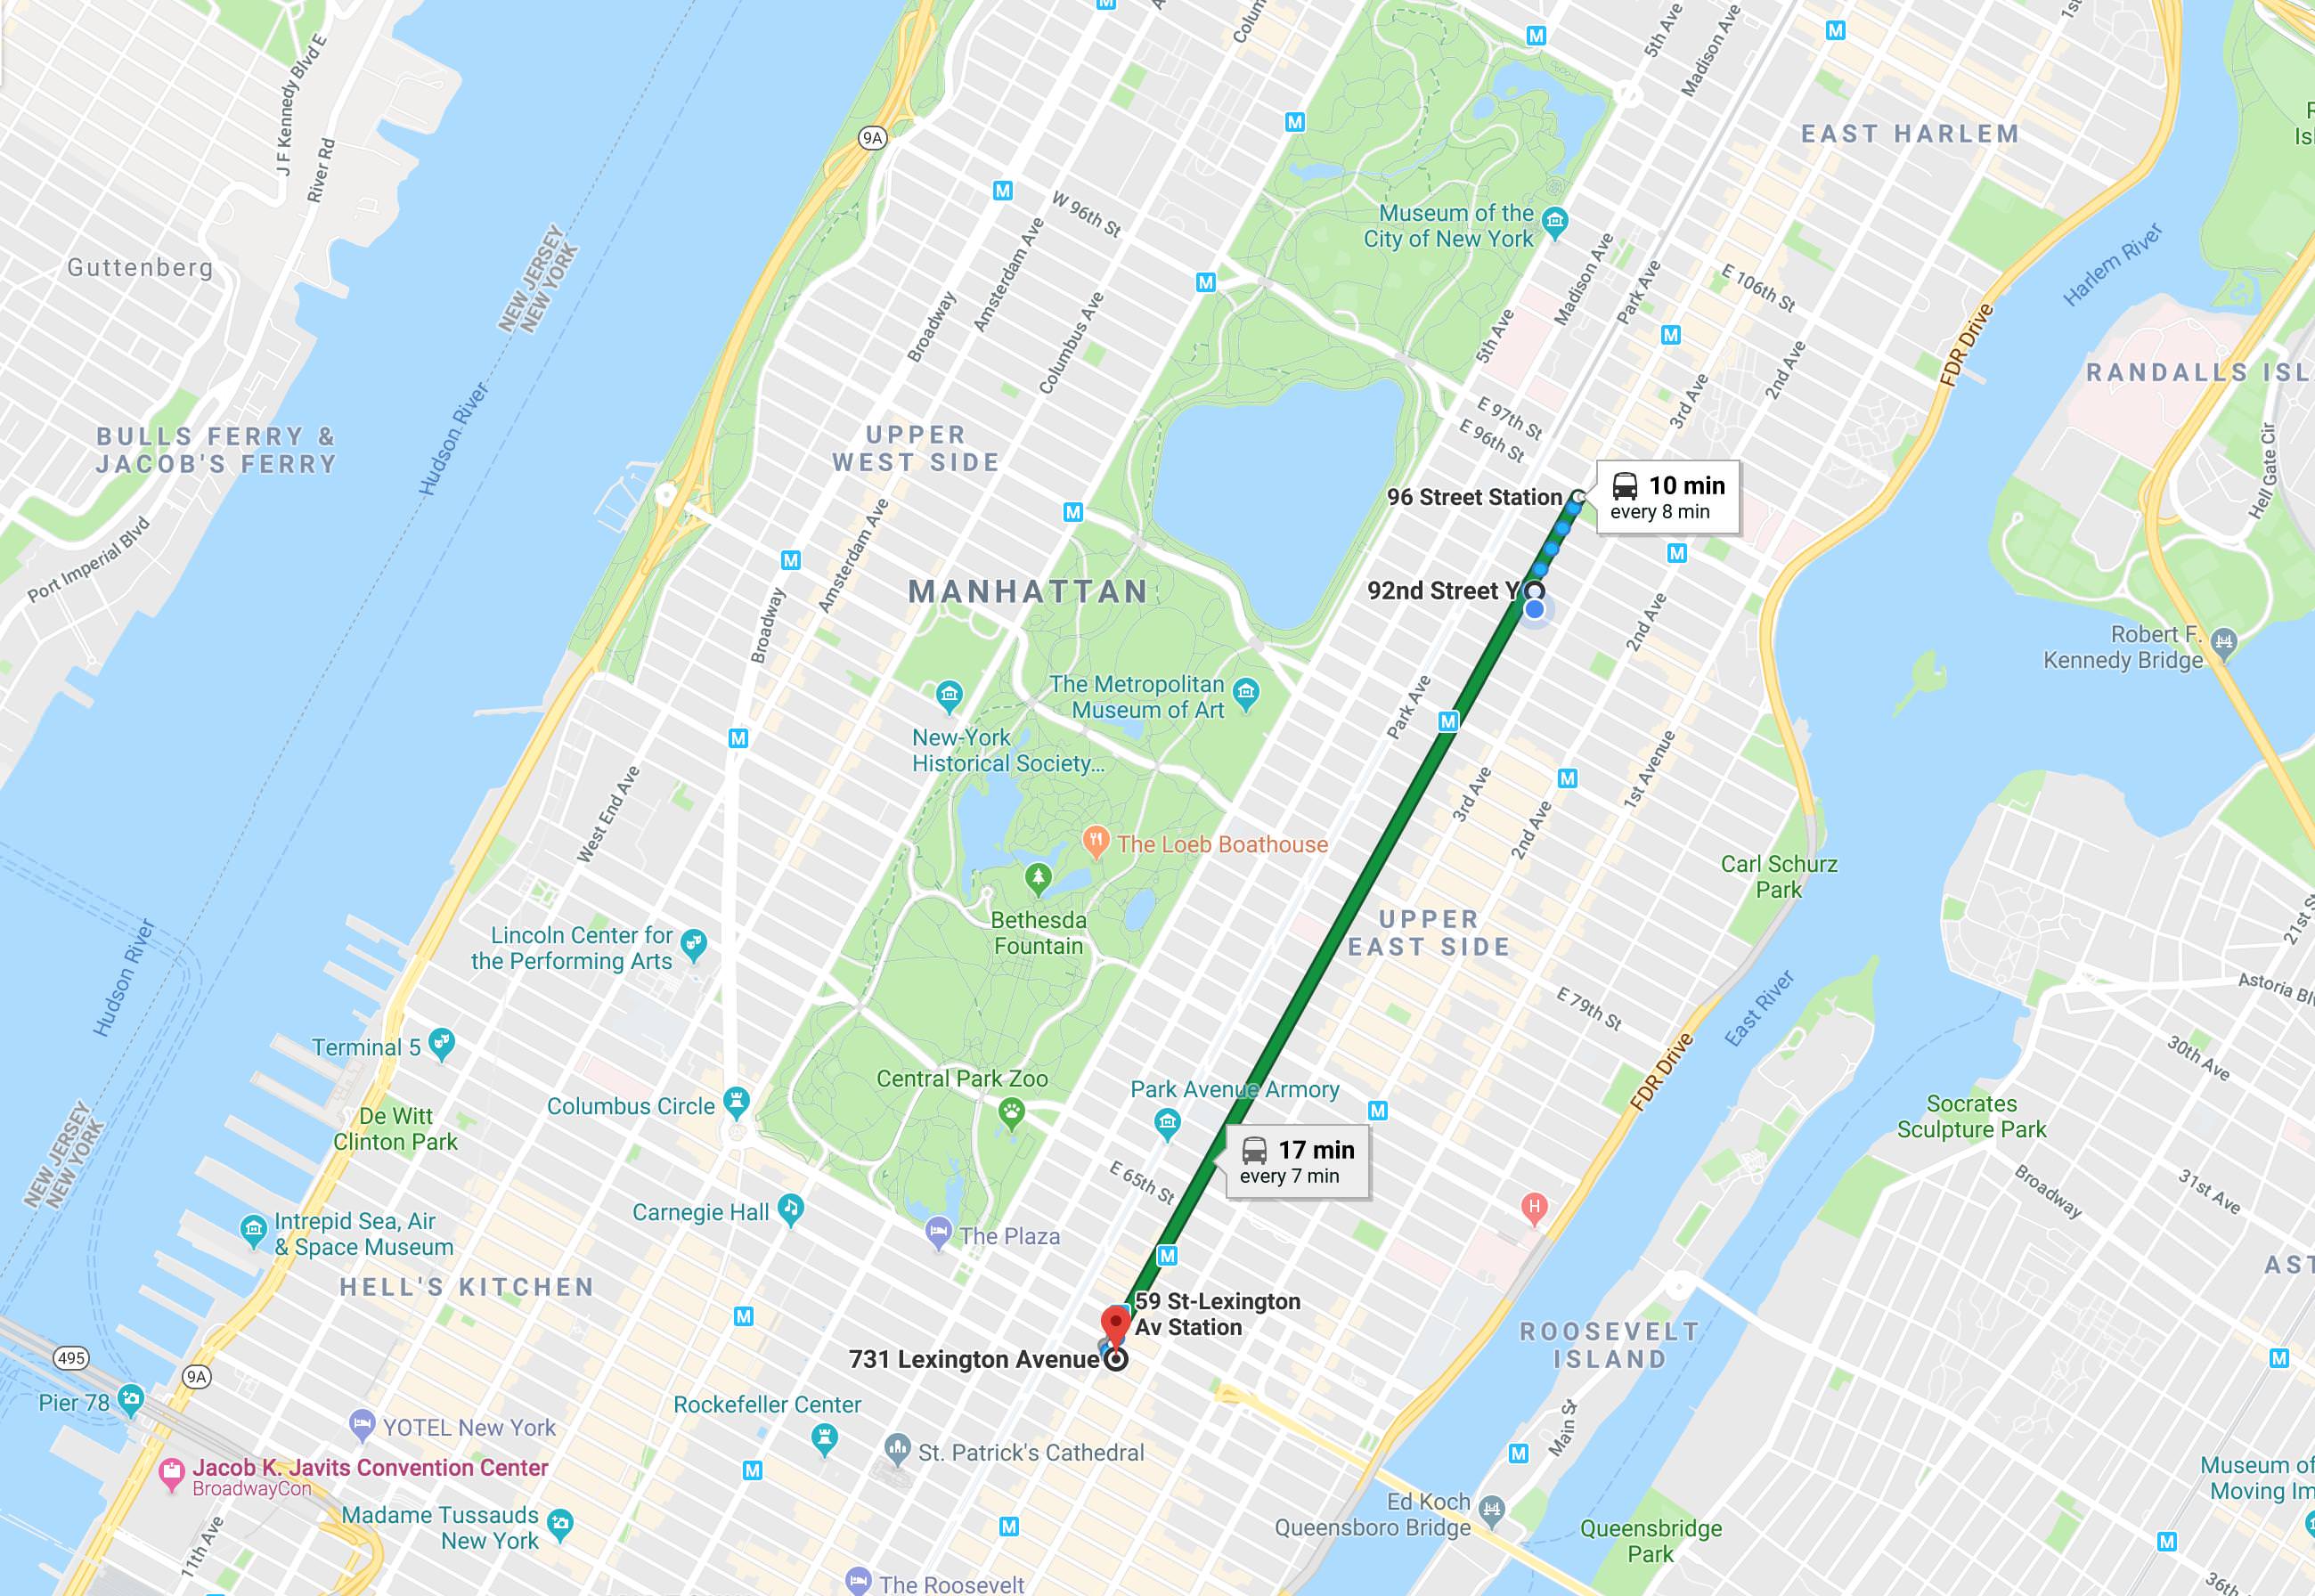 J F Kennedy Blvd E
River Rd
9A
W 96th St
5th Ave
Madison Ave
1st
EAST HARLEM
Museum of the
City of New York
Guttenberg
NEW JERSEY
NEW YORK
Amsterdam Ave
Broadway
Columbus Ave
Madison Ave
Park Ave
5th Ave
E 106th St
Harlem River
FDR Drive
RANDALLS ISL
3rd Ave
2nd Ave
E 97th St
E 96th St
BULLS FERRY &
JACOB'S FERRY
Hudson River
UPPER
WEST SIDE
Hell Gate Cir
96 Street Station
10 min
every 8 min
Port Imperial Blvd
Amsterdam Ave
MANHATTAN
92nd Street Y
Broadway
2nd Ave
Robert F.
Kennedy Bridge
The Metropolitan
Museum of Art
Park Ave
New-York
Historical Society...
West End Ave
3rd Ave
2nd Ave
1st Avenue
The Loeb Boathouse
Carl Schurz
Park
Bethesda
Fountain
UPPER
EAST SIDE
Lincoln Center for
the Performing Arts
Hudson River
E 79th St
East River
21st S
Astoria Bl
30th Ave
Terminal 5
Central Park Zoo
Park Avenue Armory
Columbus Circle
FDR Drive
De Witt
Clinton Park
Socrates
Sculpture Park
17 min
every 7 min
NEW JERSEY
NEW YORK
E 65th St
Broadway
31st Ave
Carnegie Hall
H
Intrepid Sea, Air
& Space Museum
The Plaza
AST
HELL'S KITCHEN
59 St-Lexington
Av Station
ROOSEVELT
ISLAND
731 Lexington Avenue
495
9A
Pier 78
Rockefeller Center
YOTEL New York
St. Patrick's Cathedral
Main St
Jacob K. Javits Convention Center
BroadwayCon
Museum of
Moving Im
Madame Tussauds
New York
Ed Koch
Queensboro Bridge
Queensbridge
Park
11th Ave
The Roosevelt
36th